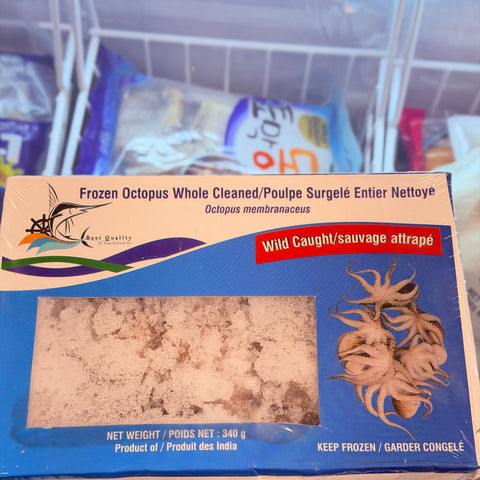 Frozen Octopus Whole Cleaned/Poulpe Surgelé Entier Nettoyé
Octopus membranaceus
Best Quality
Wild Caught/sauvage attrapé
NET WEIGHT / POIDS NET : 340 g
Product of / Produit des India
KEEP FROZEN / GARDER CONGELÉ